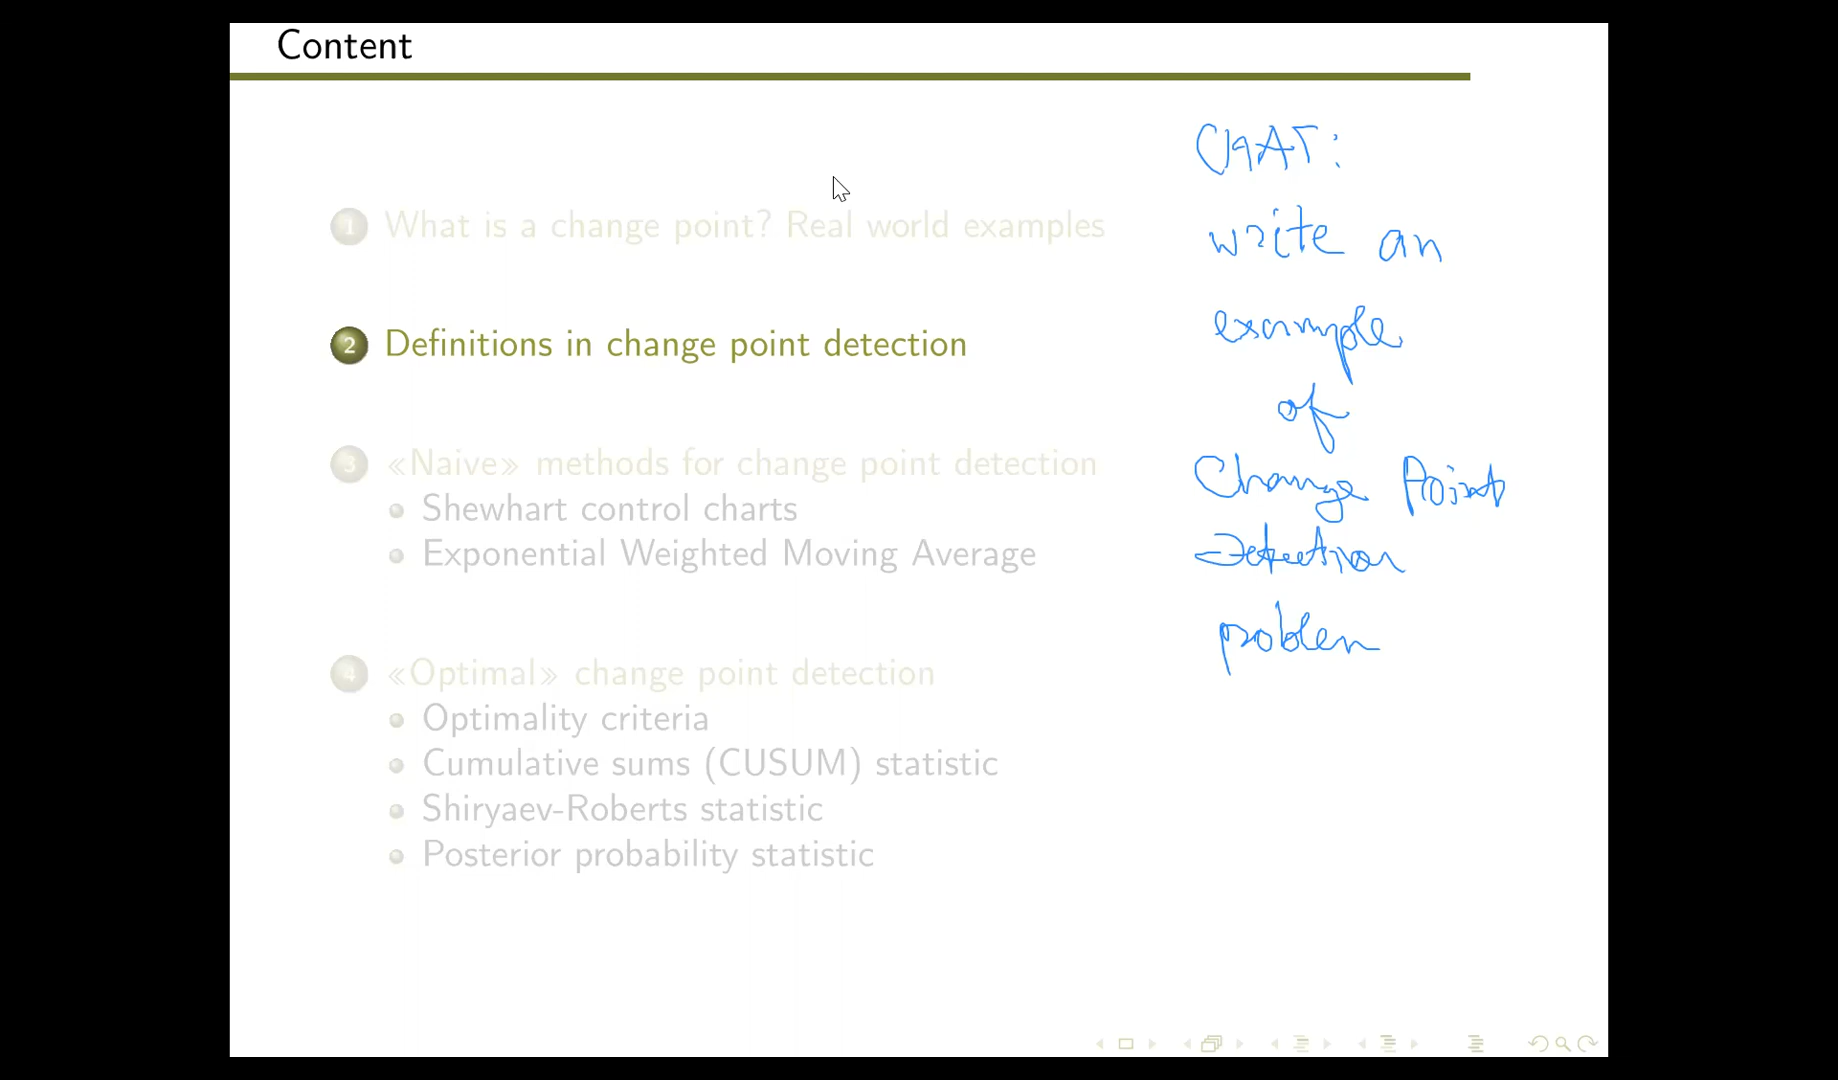 Content
1 What is a change point? Real world examples
2 Definitions in change point detection
3 «Naive» methods for change point detection
Shewhart control charts
Exponential Weighted Moving Average
4 «Optimal» change point detection
Optimality criteria
Cumulative sums (CUSUM) statistic
Shiryaev-Roberts statistic
Posterior probability statistic
CHAT:
write an
example
of
Change Point
Detection
problem